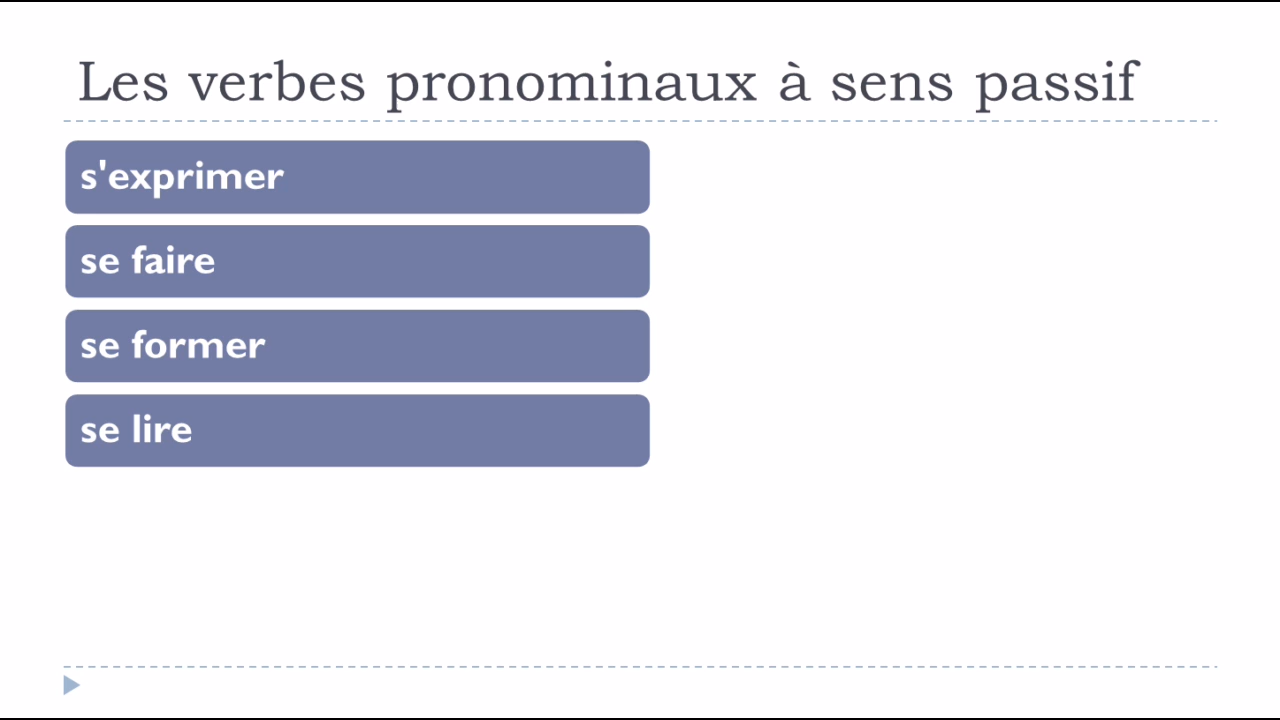 Les verbes pronominaux à sens passif
s'exprimer
se faire
se former
se lire